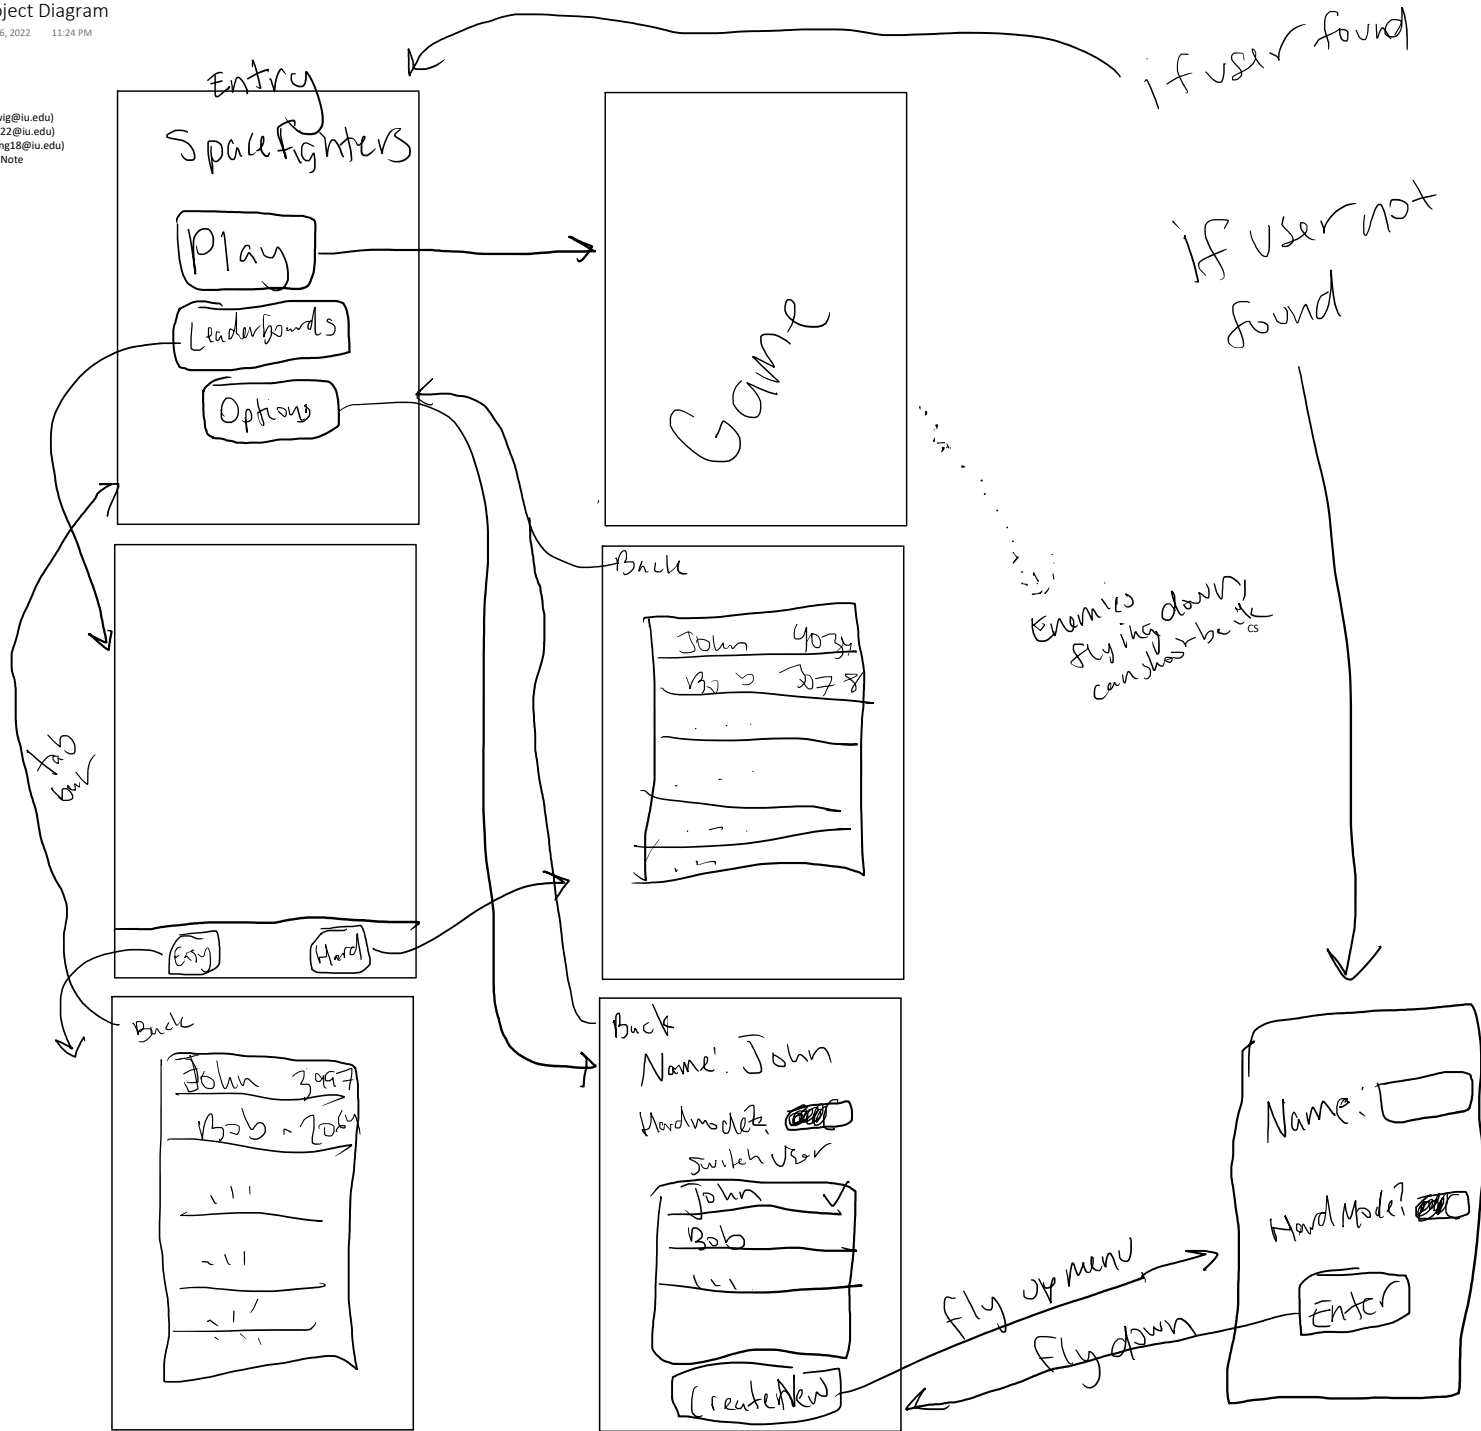 ject Diagram
6, 2022 11:24 PM
vig@iu.edu)
22@iu.edu)
ng18@iu.edu)
Note
Entry
Spacefighters
Play
Leaderboards
Options
Game
if user found
if user not
found
Enemies
flying down,
can shoot
cs
tab
bar
Easy
Hard
Back
John 4034
Bob 3078
Back
John 3997
Bob - 2084
Back
Name: John
Hardmode?
Switch User
John ✓
Bob
Create New
fly up menu
Fly down
Name:
Hard Mode?
Enter